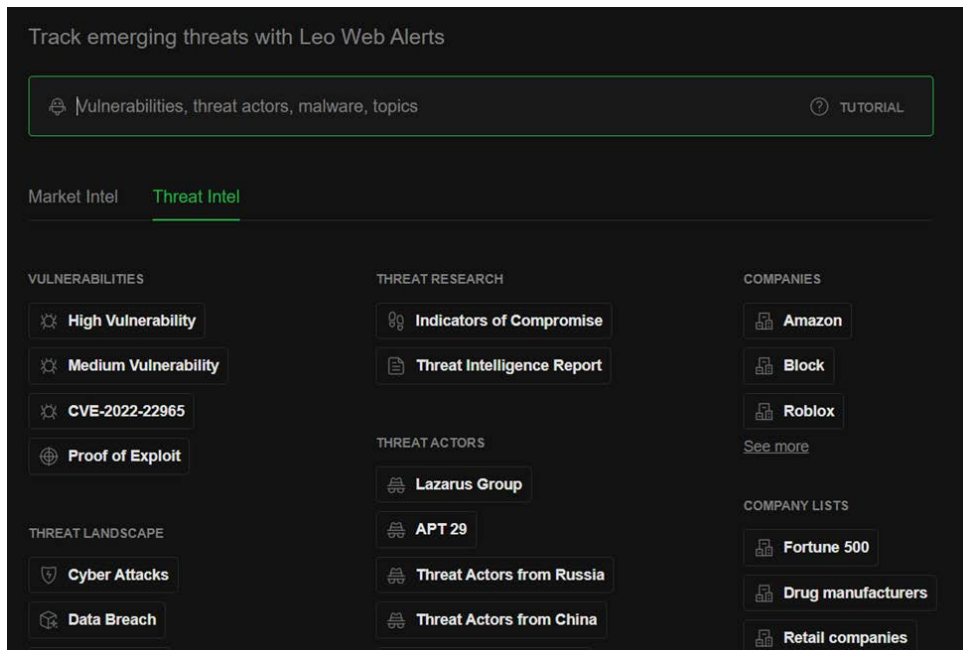 Track emerging threats with Leo Web Alerts
Vulnerabilities, threat actors, malware, topics
TUTORIAL
Market Intel
Threat Intel
VULNERABILITIES
High Vulnerability
Medium Vulnerability
CVE-2022-22965
Proof of Exploit
THREAT LANDSCAPE
Cyber Attacks
Data Breach
THREAT RESEARCH
Indicators of Compromise
Threat Intelligence Report
THREAT ACTORS
Lazarus Group
APT 29
Threat Actors from Russia
Threat Actors from China
COMPANIES
Amazon
Block
Roblox
See more
COMPANY LISTS
Fortune 500
Drug manufacturers
Retail companies